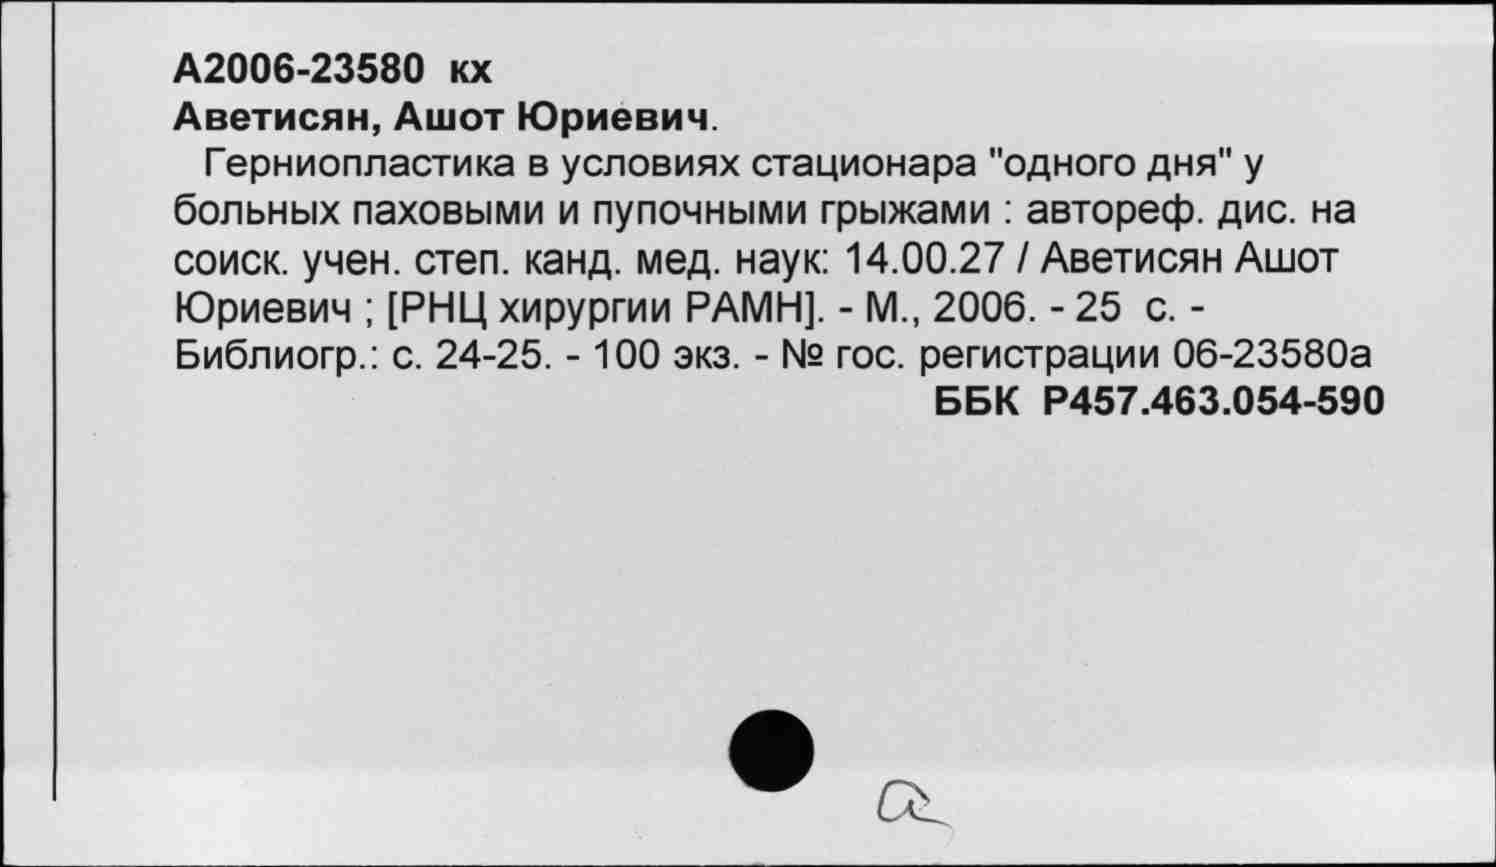 А2006-23580 кх
Аветисян, Ашот Юриевич.
Герниопластика в условиях стационара "одного дня" у
больных паховыми и пупочными грыжами : автореф. дис. на
соиск. учен. степ. канд. мед. наук: 14.00.27 / Аветисян Ашот
Юриевич ; [РНЦ хирургии РАМН]. - М., 2006. - 25 с. -
Библиогр.: с. 24-25. - 100 экз. - № гос. регистрации 06-23580а
ББК Р457.463.054-590
а